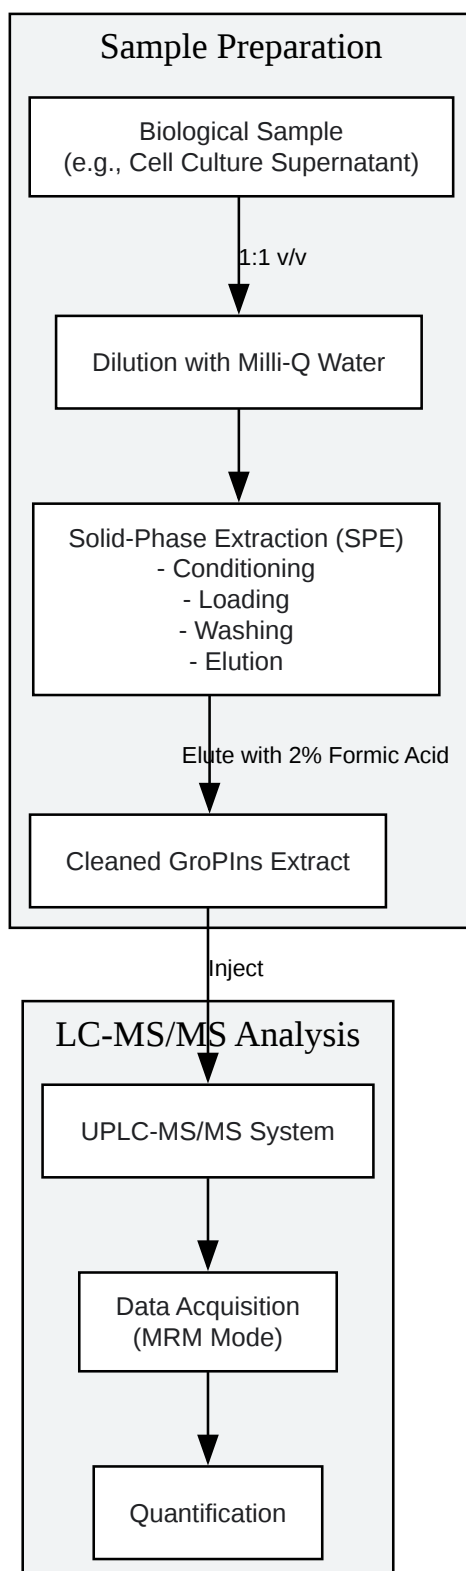 Sample Preparation
Biological Sample
(e.g., Cell Culture Supernatant)
1:1 v/v
Dilution with Milli-Q Water
Solid-Phase Extraction (SPE)
- Conditioning
- Loading
- Washing
- Elution
Elute with 2% Formic Acid
Cleaned GroPIns Extract
Inject
LC-MS/MS Analysis
UPLC-MS/MS System
Data Acquisition
(MRM Mode)
Quantification